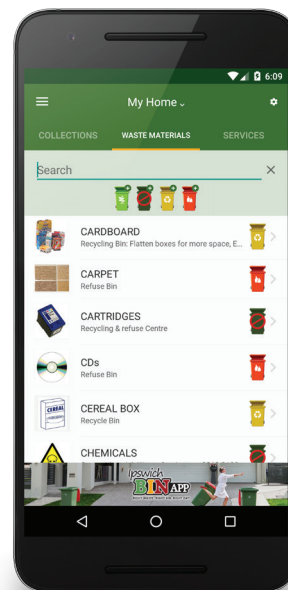 6:09
My Home
COLLECTIONS WASTE MATERIALS SERVICES
Search
CARDBOARD
Recycling Bin: Flatten boxes for more space, E...
CARPET
Refuse Bin
CARTRIDGES
Recycling & refuse Centre
CDs
Refuse Bin
CEREAL
CEREAL BOX
Recycle Bin
CHEMICALS
Ipswich
BIN APP